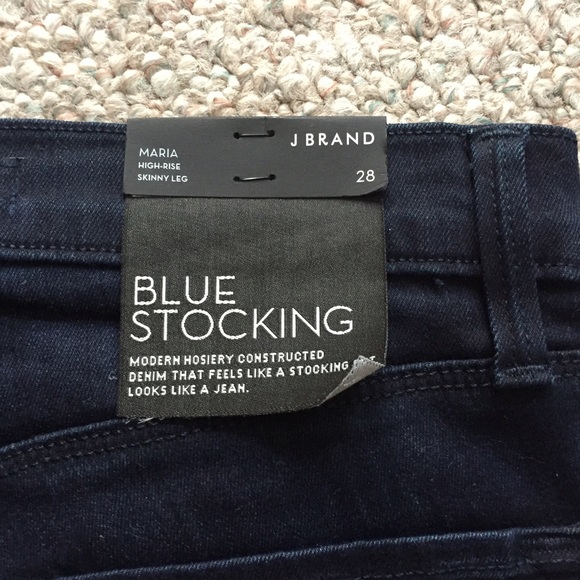 J BRAND
MARIA
HIGH-RISE
SKINNY LEG
28
BLUE
STOCKING
MODERN HOSIERY CONSTRUCTED
DENIM THAT FEELS LIKE A STOCKING
LOOKS LIKE A JEAN.